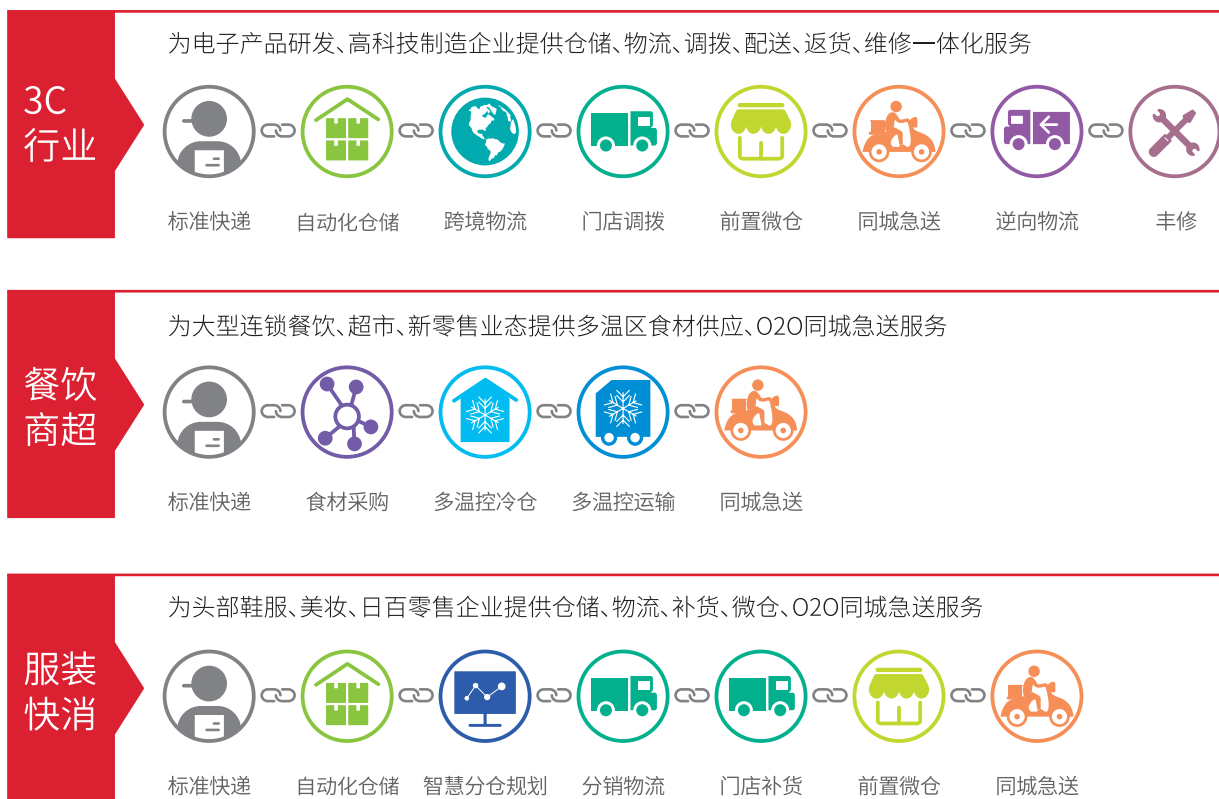 3C
行业
为电子产品研发、高科技制造企业提供仓储、物流、调拨、配送、返货、维修一体化服务
标准快递 自动化仓储 跨境物流 门店调拨 前置微仓 同城急送 逆向物流 丰修
餐饮
商超
为大型连锁餐饮、超市、新零售业态提供多温区食材供应、O2O同城急送服务
标准快递 食材采购 多温控冷仓 多温控运输 同城急送
服装
快消
为头部鞋服、美妆、日百零售企业提供仓储、物流、补货、微仓、O2O同城急送服务
标准快递 自动化仓储 智慧分仓规划 分销物流 门店补货 前置微仓 同城急送